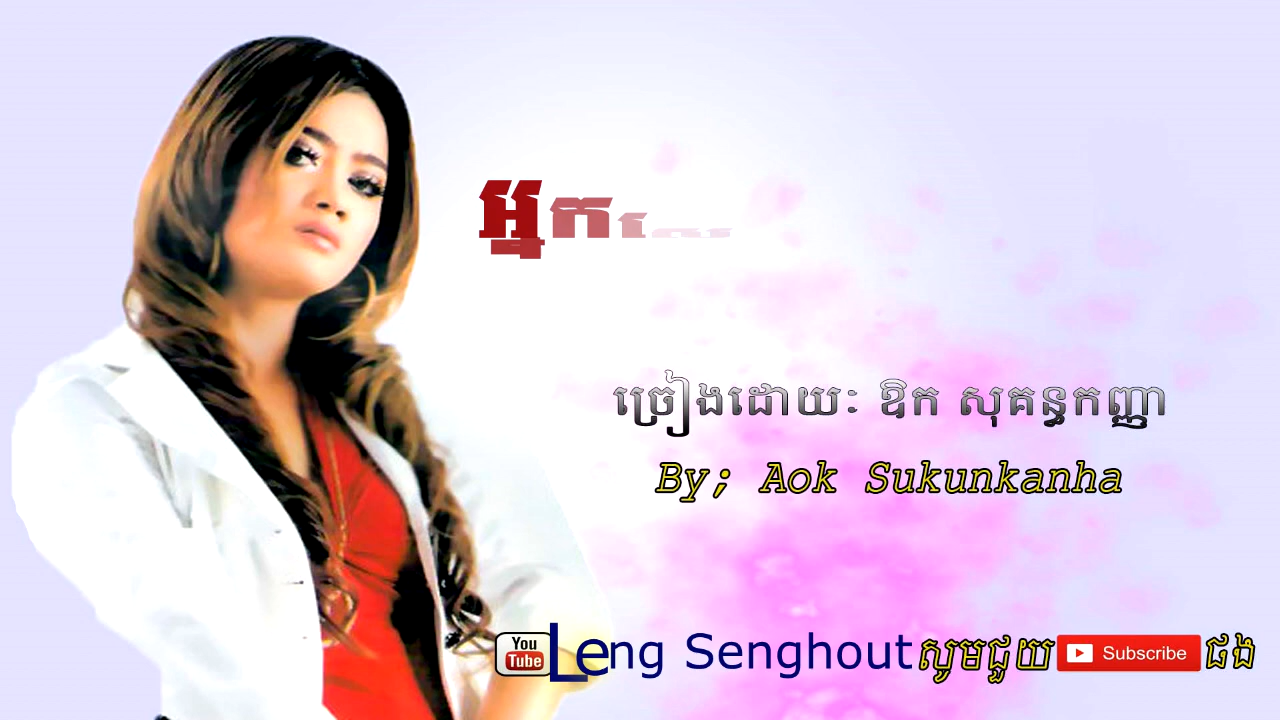 អ្នក
ច្រៀងដោយៈ ឱក សុគន្ធកញ្ញា
By; Aok Sukunkanha
You Tube Leng Senghout សូមជួយ Subscribe ផង